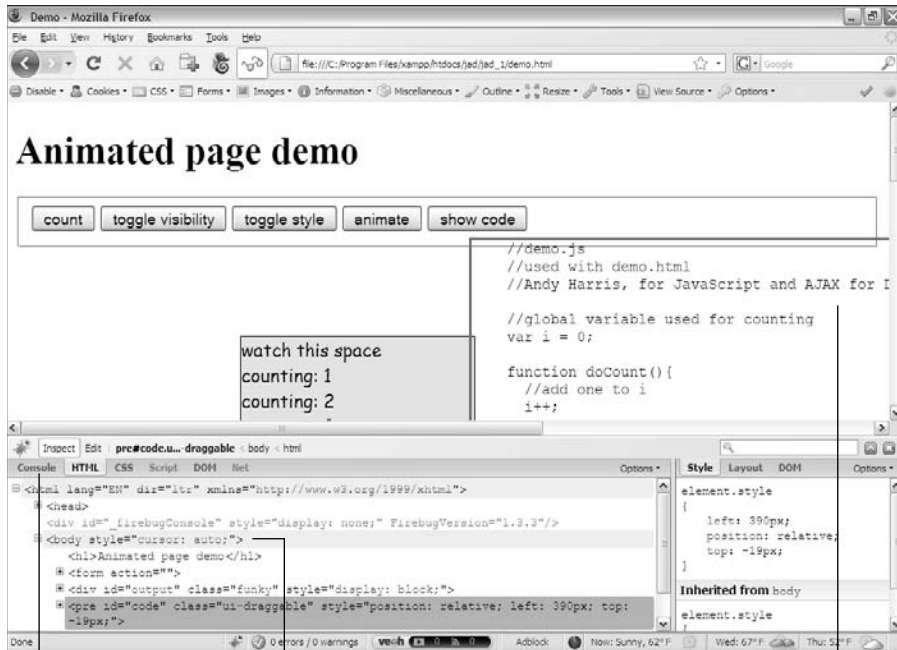 Demo - Mozilla Firefox
File Edit View History Bookmarks Tools Help
file:///C:/Program Files/xampp/htdocs/jad/jad_1/demo.html
G Google
Disable Cookies CSS Forms Images Information Miscellaneous Outline Resize Tools View Source Options
Animated page demo
count toggle visibility toggle style animate show code
//demo.js
//used with demo.html
//Andy Harris, for JavaScript and AJAX for D
//global variable used for counting
var i = 0;
function doCount(){
//add one to i
i++;
watch this space
counting: 1
counting: 2
Inspect Edit pre#code.u...-draggable < body < html
Console HTML CSS Script DOM Net Options
<html lang="EN" dir="ltr" xmlns="http://www.w3.org/1999/xhtml">
<head>
<div id="_firebugConsole" style="display: none;" FirebugVersion="1.3.3"/>
<body style="cursor: auto;">
<h1>Animated page demo</h1>
<form action="">
<div id="output" class="funky" style="display: block;">
<pre id="code" class="ui-draggable" style="position: relative; left: 390px; top:
-19px;">
Style Layout DOM Options
element.style
{
left: 390px;
position: relative;
top: -19px;
}
Inherited from body
element.style
Done 0 errors / 0 warnings veoh 0 0 Adblock Now: Sunny, 62° F Wed: 67° F Thu: 52° F